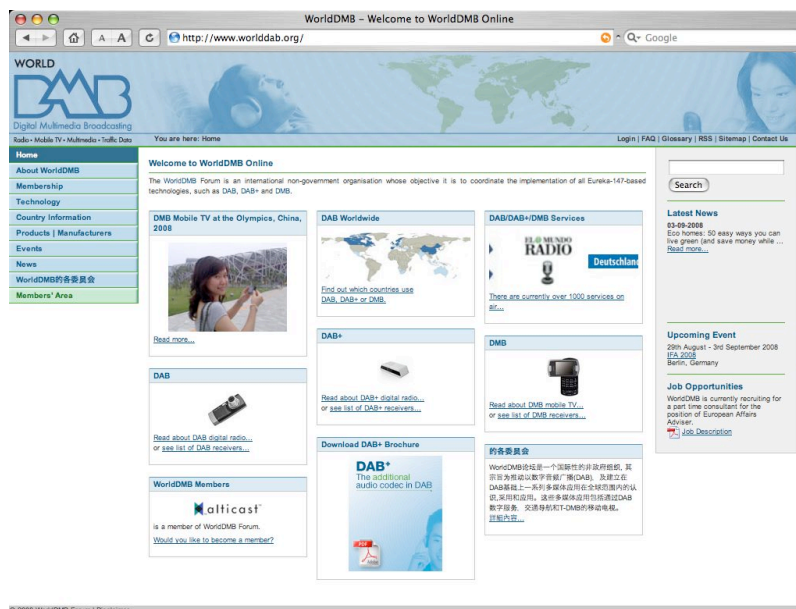 WorldDMB – Welcome to WorldDMB Online
A A
http://www.worlddab.org/
Google
WORLD
DMB
Digital Multimedia Broadcasting
Radio • Mobile TV • Multimedia • Traffic Data
You are here: Home
Login | FAQ | Glossary | RSS | Sitemap | Contact Us
Home
About WorldDMB
Membership
Technology
Country Information
Products | Manufacturers
Events
News
WorldDMB的各委员会
Members' Area
Welcome to WorldDMB Online
The WorldDMB Forum is an international non-government organisation whose objective it is to coordinate the implementation of all Eureka-147-based
technologies, such as DAB, DAB+ and DMB.
DMB Mobile TV at the Olympics, China,
2008
Read more...
DAB
Read about DAB digital radio...
or see list of DAB receivers...
WorldDMB Members
alticast
is a member of WorldDMB Forum.
Would you like to become a member?
DAB Worldwide
Find out which countries use
DAB, DAB+ or DMB.
DAB+
Read about DAB+ digital radio...
or see list of DAB+ receivers...
Download DAB+ Brochure
DAB+
The additional
audio codec in DAB
PDF
DAB/DAB+/DMB Services
EL MUNDO
RADIO
Deutschlan
There are currently over 1000 services on
air...
DMB
Read about DMB mobile TV...
or see list of DMB receivers...
的各委员会
WorldDMB论坛是一个国际性的非政府组织, 其
宗旨为推动以数字音频广播(DAB), 及建立在
DAB基础上一系列多媒体应用在全球范围内的认
识,采用和应用。这些多媒体应用包括通过DAB
数字服务, 交通导航和T-DMB的移动电视。
詳細内容...
Search
Latest News
03-09-2008
Eco homes: 50 easy ways you can
live green (and save money while ...
Read more...
Upcoming Event
29th August - 3rd September 2008
IFA 2008
Berlin, Germany
Job Opportunities
WorldDMB is currently recruiting for
a part time consultant for the
position of European Affairs
Adviser.
Job Description